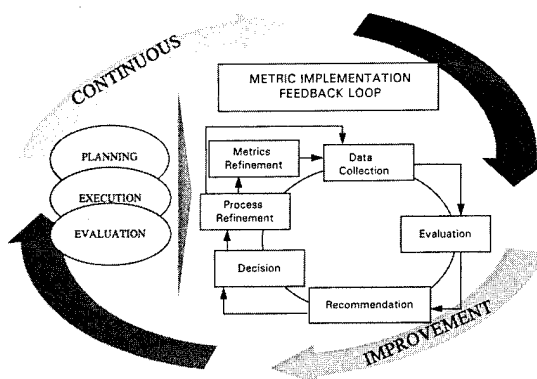 CONTINUOUS
METRIC IMPLEMENTATION
FEEDBACK LOOP
PLANNING
EXECUTION
EVALUATION
Metrics
Refinement
Data
Collection
Process
Refinement
Evaluation
Decision
Recommendation
IMPROVEMENT